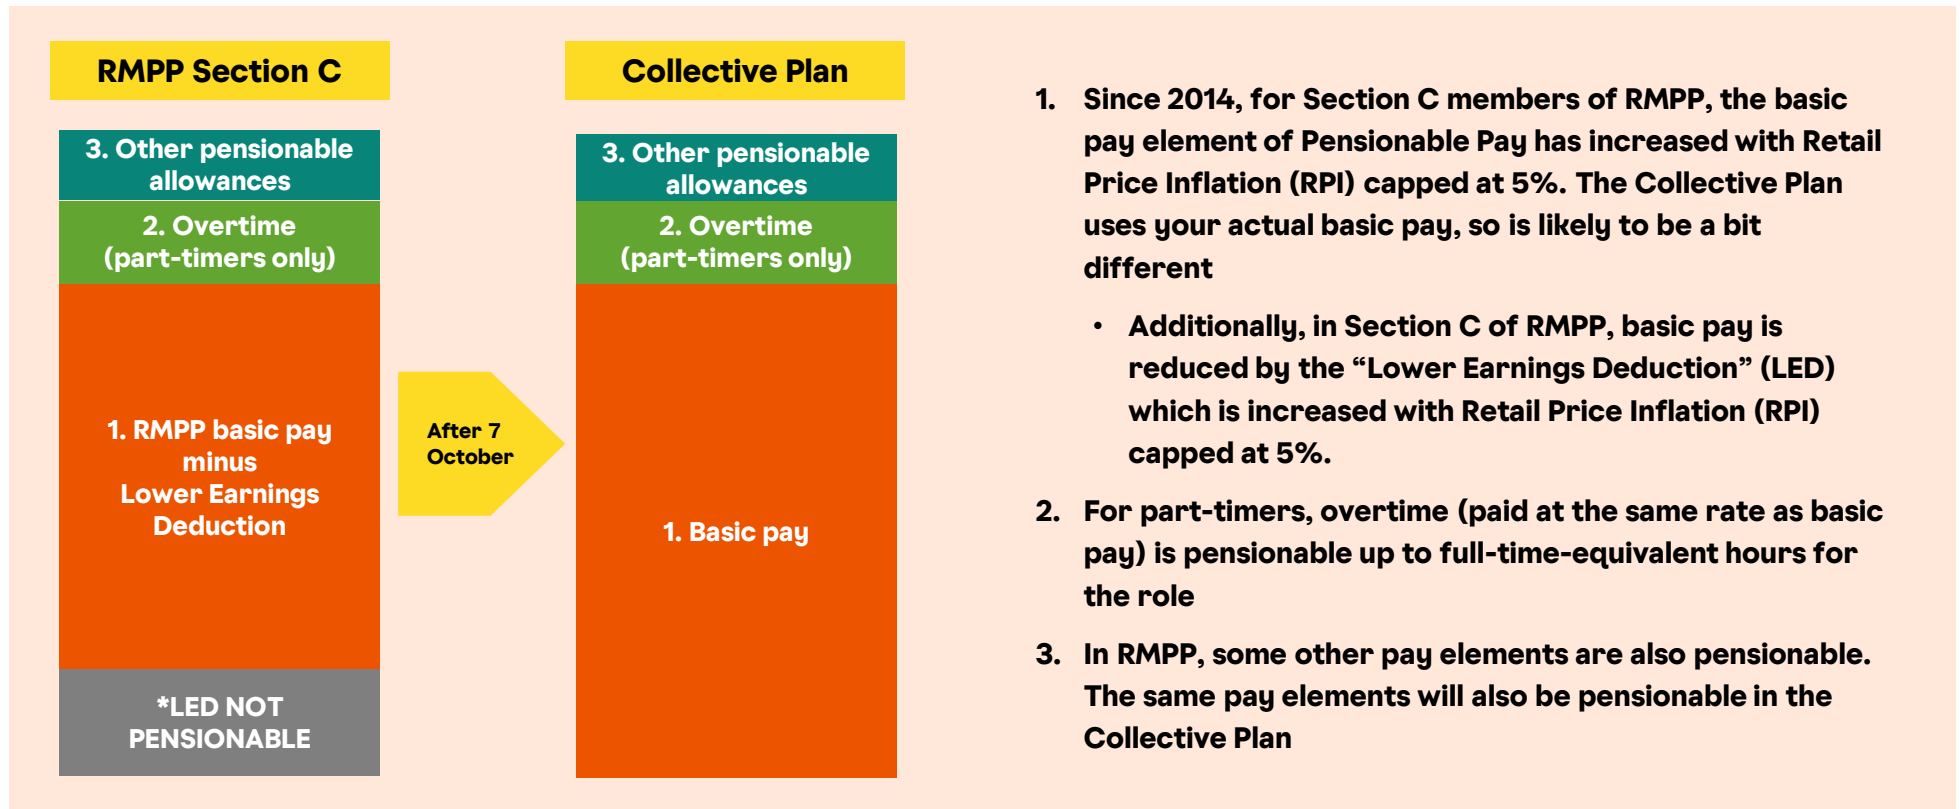 RMPP Section C
3. Other pensionable
allowances
2. Overtime
(part-timers only)
1. RMPP basic pay
minus
Lower Earnings
Deduction
*LED NOT
PENSIONABLE
After 7
October
Collective Plan
3. Other pensionable
allowances
2. Overtime
(part-timers only)
1. Basic pay
1. Since 2014, for Section C members of RMPP, the basic
pay element of Pensionable Pay has increased with Retail
Price Inflation (RPI) capped at 5%. The Collective Plan
uses your actual basic pay, so is likely to be a bit
different
• Additionally, in Section C of RMPP, basic pay is
reduced by the “Lower Earnings Deduction” (LED)
which is increased with Retail Price Inflation (RPI)
capped at 5%.
2. For part-timers, overtime (paid at the same rate as basic
pay) is pensionable up to full-time-equivalent hours for
the role
3. In RMPP, some other pay elements are also pensionable.
The same pay elements will also be pensionable in the
Collective Plan